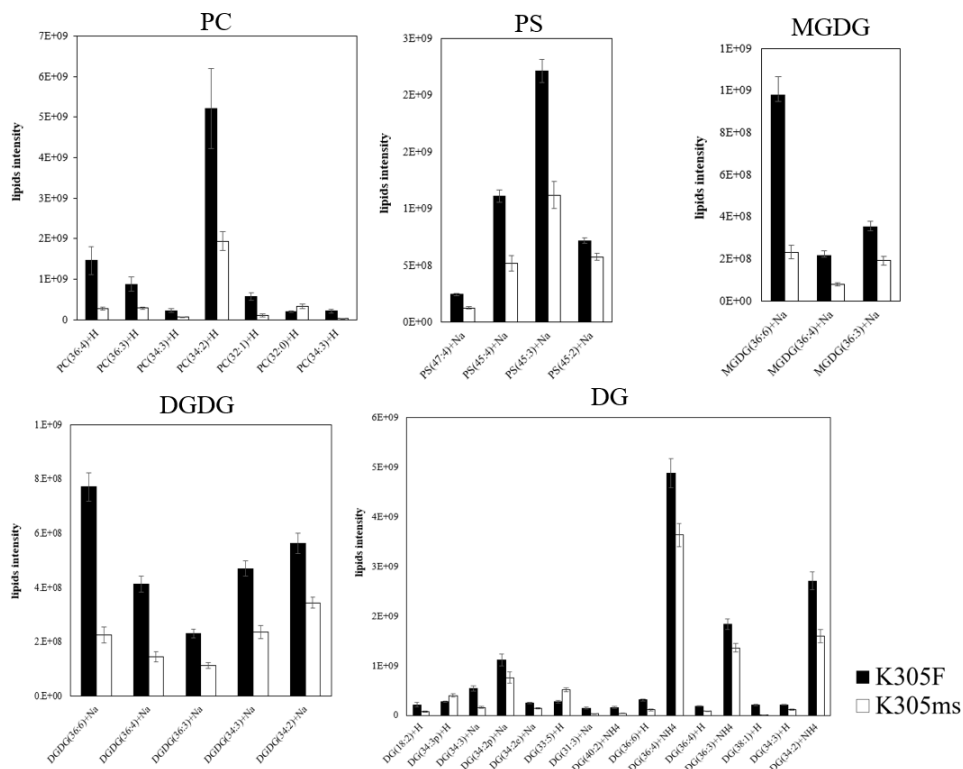 PC
lipids intensity
7E+09
6E+09
5E+09
4E+09
3E+09
2E+09
1E+09
0
PC(36:4)+H
PC(36:3)+H
PC(34:3)+H
PC(34:2)+H
PC(32:1)+H
PC(32:0)+H
PC(34:3)+H
PS
lipids intensity
3E+09
2E+09
2E+09
1E+09
5E+08
0E+00
PS(47:4)+Na
PS(45:4)+Na
PS(45:3)+Na
PS(45:2)+Na
MGDG
lipids intensity
1E+09
1E+09
8E+08
6E+08
4E+08
2E+08
0E+00
MGDG(36:6)+Na
MGDG(36:4)+Na
MGDG(36:3)+Na
DGDG
lipids intensity
1.E+09
8.E+08
6.E+08
4.E+08
2.E+08
0.E+00
DGDG(36:6)+Na
DGDG(36:4)+Na
DGDG(36:3)+Na
DGDG(34:3)+Na
DGDG(34:2)+Na
DG
lipids intensity
6E+09
5E+09
4E+09
3E+09
2E+09
1E+09
0
DG(18:2)+H
DG(34:3p)+H
DG(34:3)+Na
DG(34:2p)+Na
DG(34:2e)+Na
DG(33:5)+H
DG(31:3)+Na
DG(40:2)+NH4
DG(36:6)+H
DG(36:4)+NH4
DG(36:4)+H
DG(36:3)+NH4
DG(38:1)+H
DG(34:3)+H
DG(34:2)+NH4
K305F
K305ms